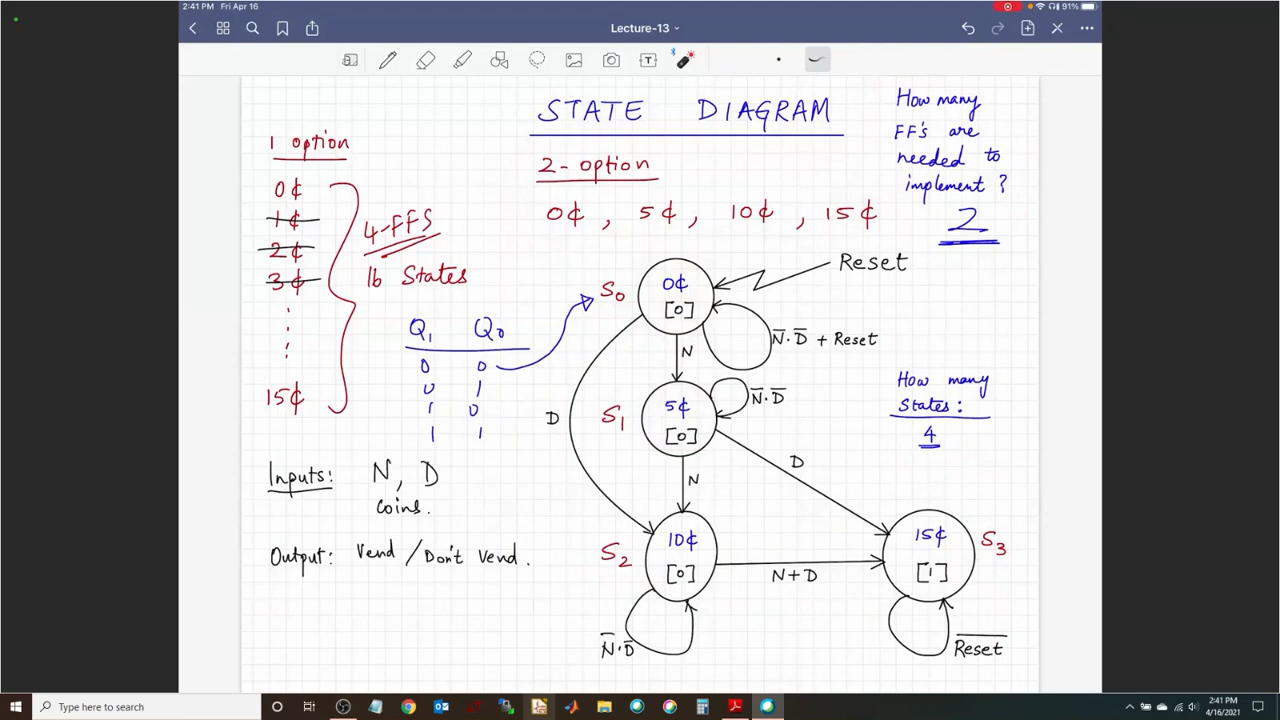 2:41 PM Fri Apr 16
91%
Lecture-13
STATE DIAGRAM
How many
FF's are
needed to
implement?
2
1 option
0¢
1¢
2¢
3¢
15¢
4-FFS
16 States
2-option
0¢, 5¢, 10¢, 15¢
Reset
S0
0¢
[0]
N̅·D̅ + Reset
N
D
Q1 Q0
0 0
0 1
1 0
1 1
S1
5¢
[0]
N̅·D̅
How many
States:
4
N
D
Inputs: N, D
coins.
Output: Vend / Don't Vend.
S2
10¢
[0]
N+D
N̅·D̅
15¢
[1]
S3
R̅e̅s̅e̅t̅
Type here to search
2:41 PM
4/16/2021